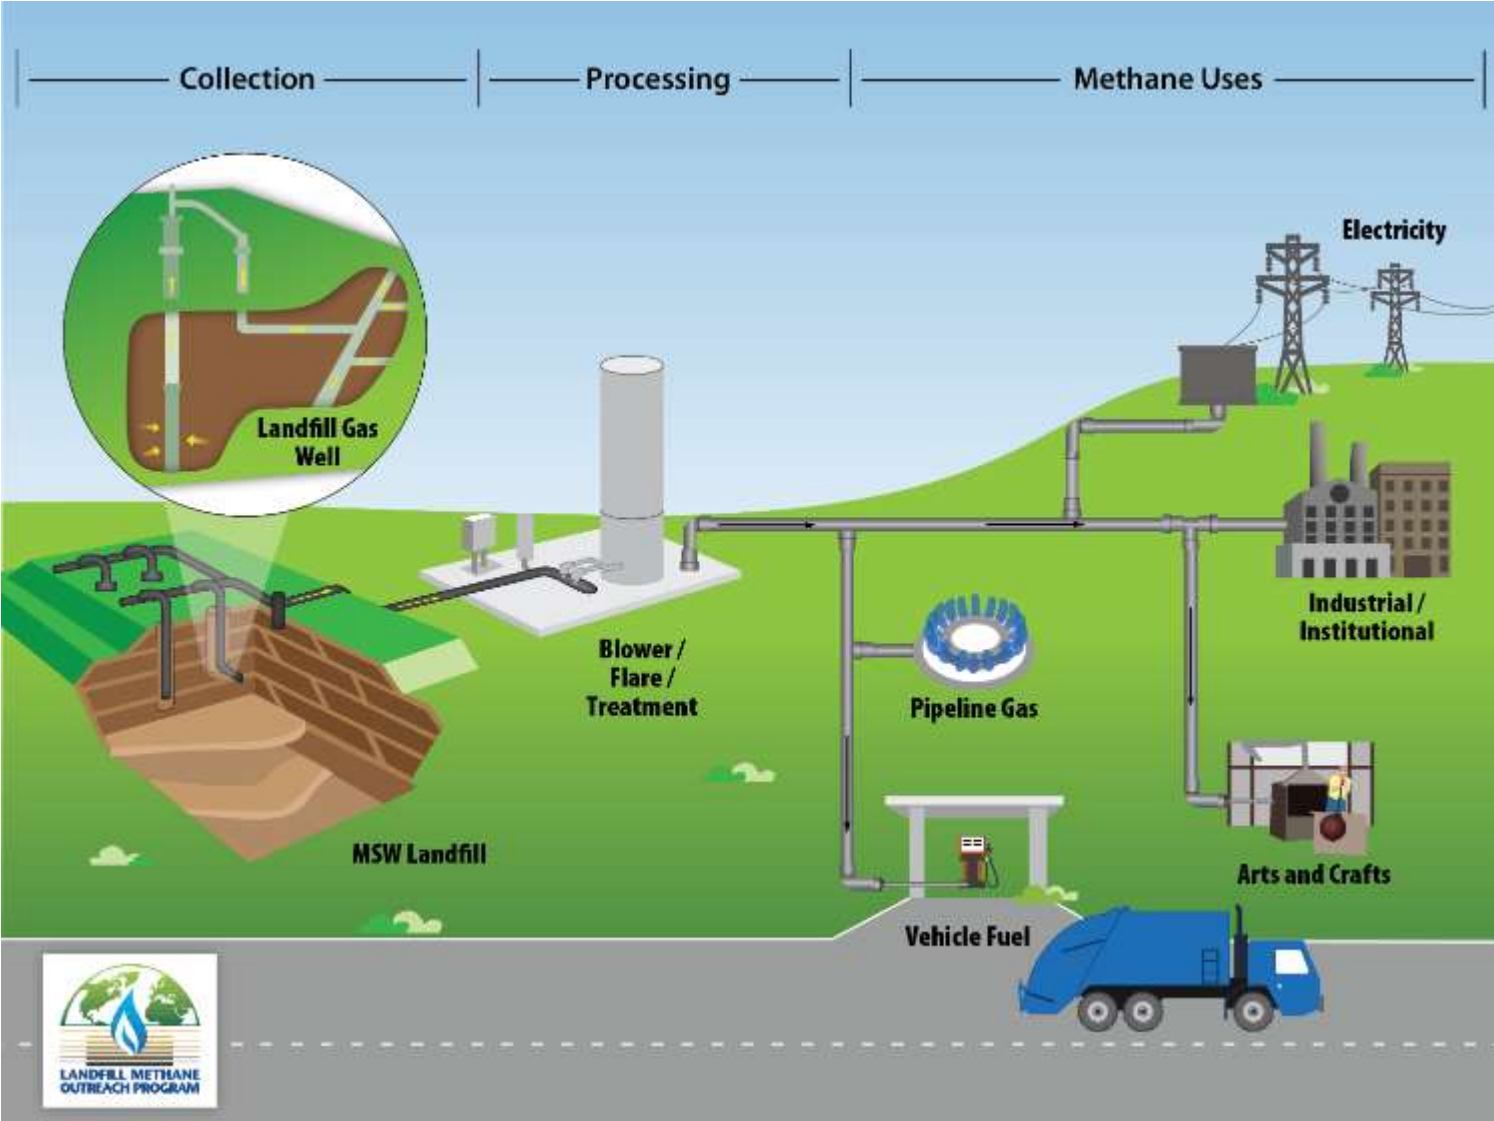 Collection
Processing
Methane Uses
Electricity
Landfill Gas
Well
Industrial /
Institutional
Blower /
Flare /
Treatment
Pipeline Gas
MSW Landfill
Arts and Crafts
Vehicle Fuel
LANDFILL METHANE
OUTREACH PROGRAM